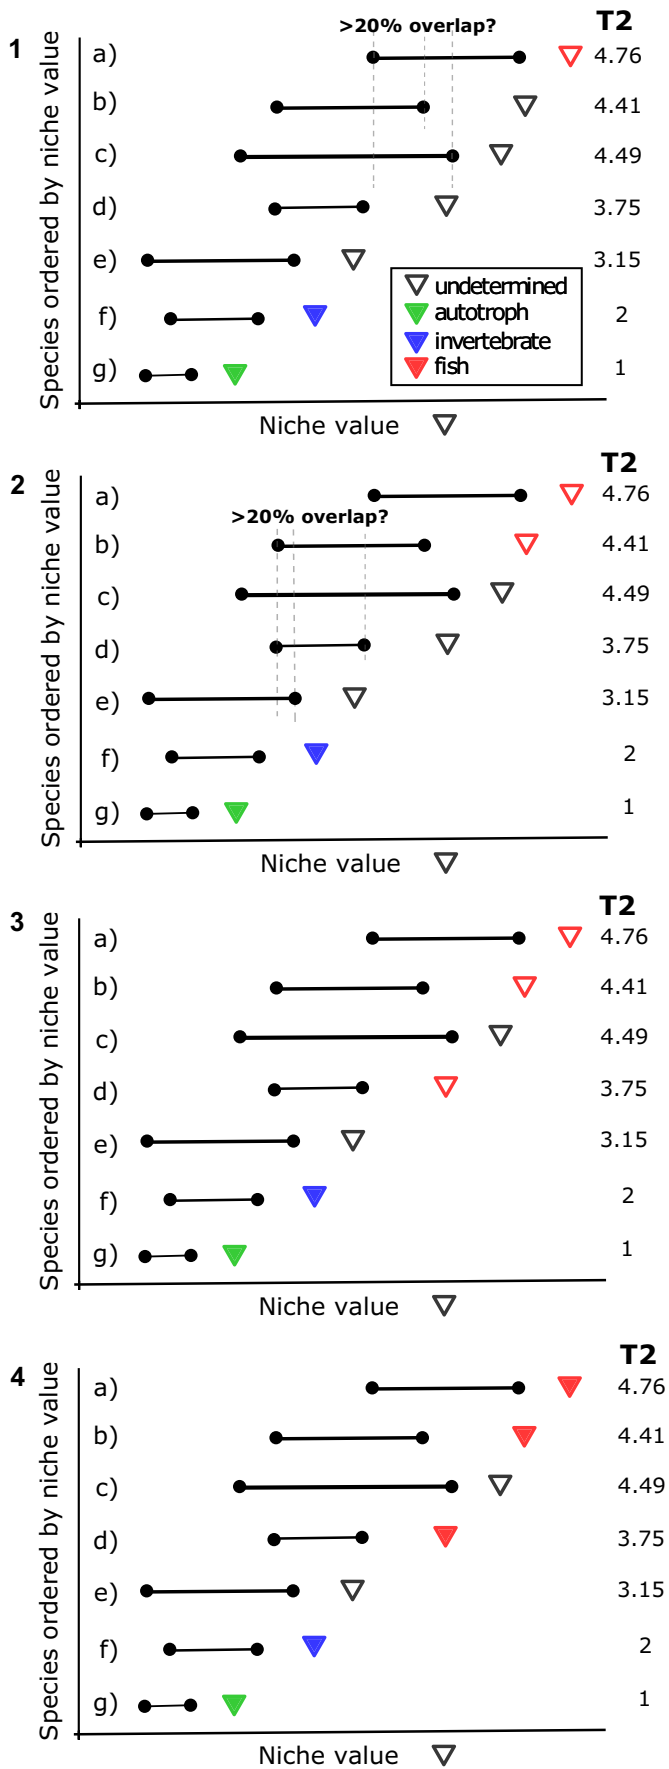 1
Species ordered by niche value
>20% overlap?
T2
a)
4.76
b)
4.41
c)
4.49
d)
3.75
e)
3.15
undetermined
autotroph
invertebrate
fish
f)
2
g)
1
Niche value
2
Species ordered by niche value
T2
a)
4.76
>20% overlap?
b)
4.41
c)
4.49
d)
3.75
e)
3.15
f)
2
g)
1
Niche value
3
Species ordered by niche value
T2
a)
4.76
b)
4.41
c)
4.49
d)
3.75
e)
3.15
f)
2
g)
1
Niche value
4
Species ordered by niche value
T2
a)
4.76
b)
4.41
c)
4.49
d)
3.75
e)
3.15
f)
2
g)
1
Niche value